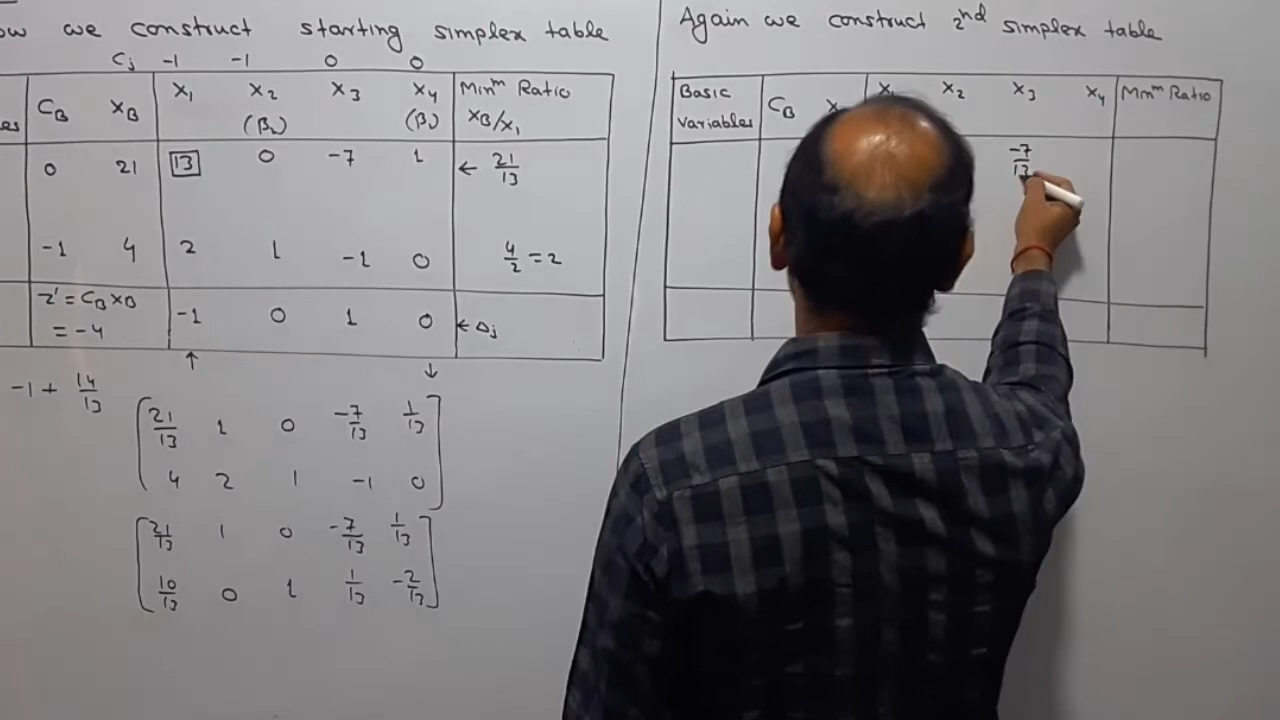 ow we construct starting simplex table
Cj -1 -1 0 0
es CB XB X1 X2 X3 X4 Minm Ratio
(β2) (β1) XB/X1
0 21 13 0 -7 1 ← 21/13
-1 4 2 1 -1 0 4/2 = 2
Z' = CB XB -1 0 1 0 ← Δj
= -4
↑ ↓
-1 + 14/13
21/13 1 0 -7/13 1/13
4 2 1 -1 0
21/13 1 0 -7/13 1/13
10/13 0 1 1/13 -2/13
Again we construct 2nd simplex table
Basic CB X2 X3 X4 Minm Ratio
variables
-7/13